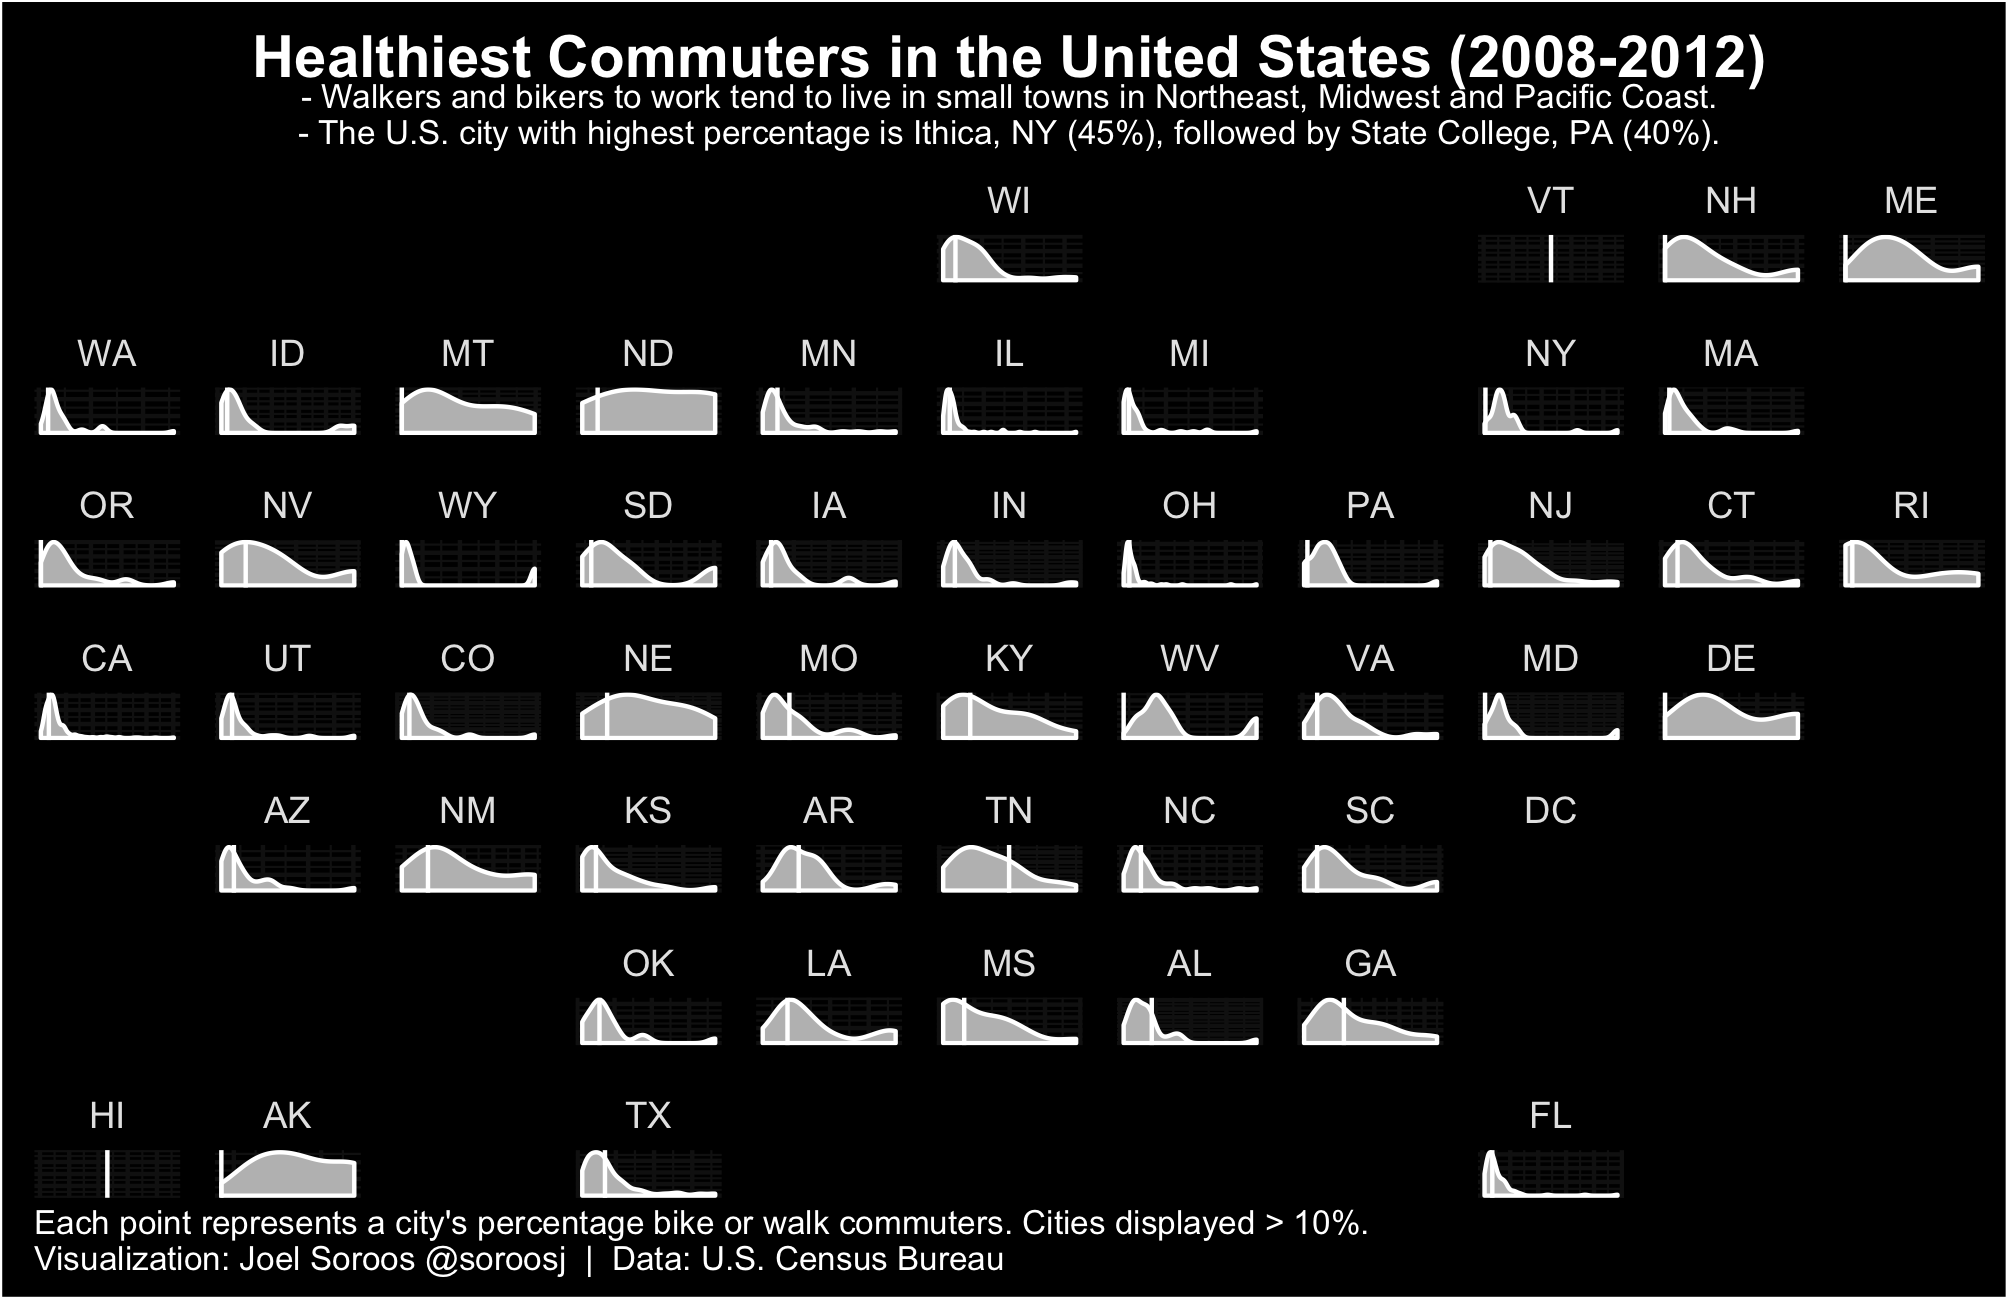 Healthiest Commuters in the United States (2008-2012)
- Walkers and bikers to work tend to live in small towns in Northeast, Midwest and Pacific Coast.
- The U.S. city with highest percentage is Ithica, NY (45%), followed by State College, PA (40%).
WI VT NH ME
WA ID MT ND MN IL MI NY MA
OR NV WY SD IA IN OH PA NJ CT RI
CA UT CO NE MO KY WV VA MD DE
AZ NM KS AR TN NC SC DC
OK LA MS AL GA
HI AK TX FL
Each point represents a city's percentage bike or walk commuters. Cities displayed > 10%.
Visualization: Joel Soroos @soroosj | Data: U.S. Census Bureau